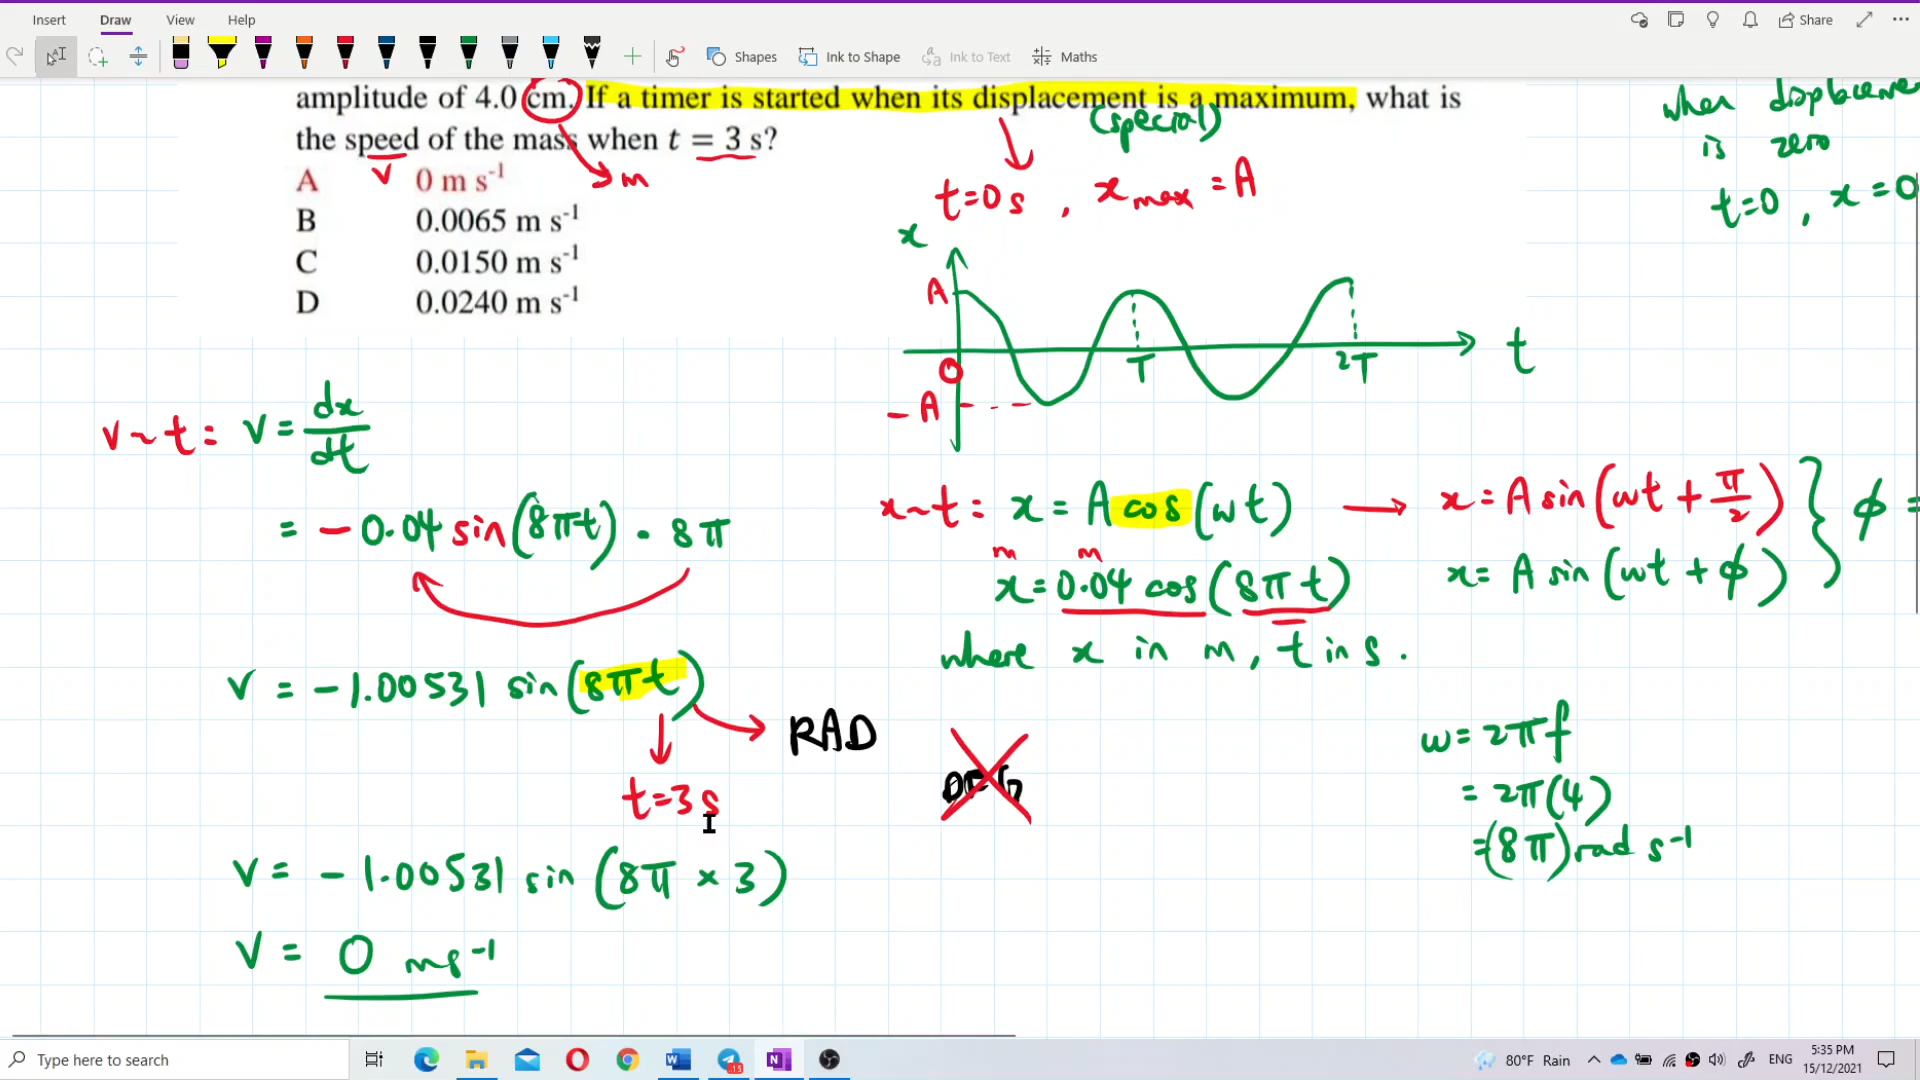 Insert Draw View Help
Share
Shapes Ink to Shape Ink to Text Maths
amplitude of 4.0 cm. If a timer is started when its displacement is a maximum, what is
the speed of the mass when t = 3 s?
A 0 m s⁻¹
B 0.0065 m s⁻¹
C 0.0150 m s⁻¹
D 0.0240 m s⁻¹
v
m
(special)
t=0s , x max = A
when displaceme
is zero
t=0 , x = 0
x
A
O
- A
T
2T
t
v ~ t : v = dx/dt
= - 0.04 sin (8πt) · 8π
v = -1.00531 sin (8πt)
RAD
t=3s
v = -1.00531 sin (8π × 3)
v = 0 ms⁻¹
x ~ t : x = A cos (ωt)
m m
x = 0.04 cos (8πt)
where x in m, t in s.
x = A sin (ωt + π/2)
x = A sin (ωt + φ)
} φ =
ω = 2πf
= 2π(4)
= (8π) rad s⁻¹
Type here to search
15
80°F Rain
ENG
5:35 PM
15/12/2021